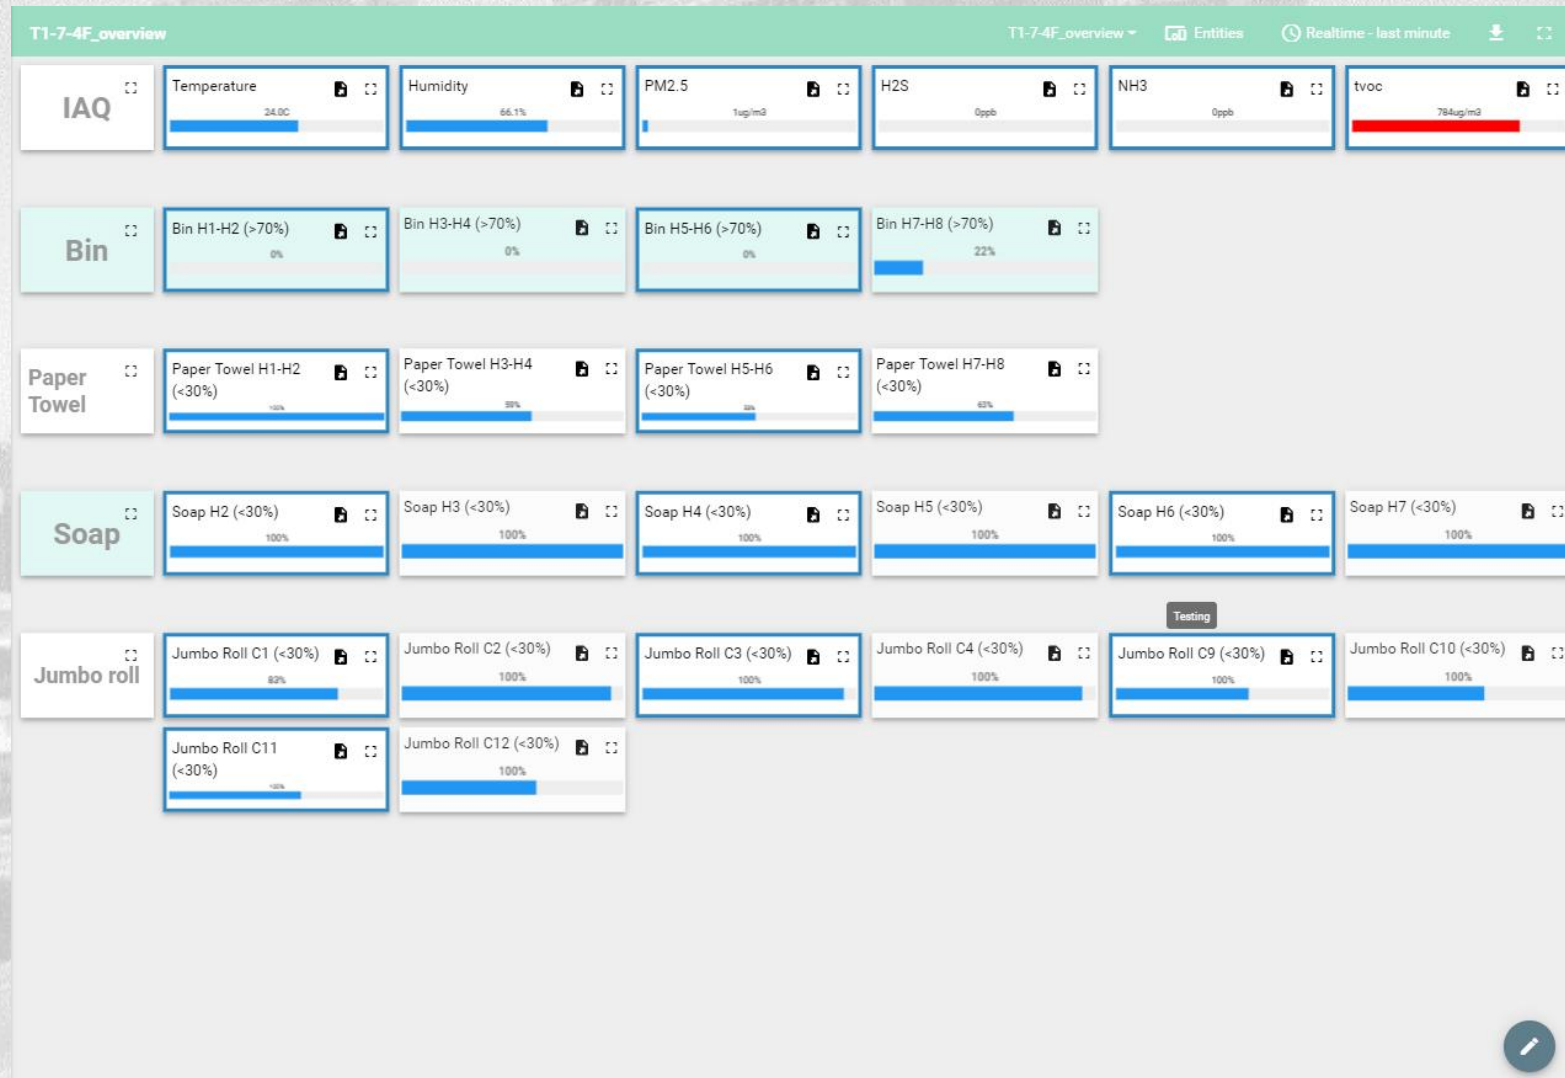 T1-7-4F_overview
T1-7-4F_overview Entities Realtime - last minute
IAQ
Temperature
24.0C
Humidity
66.1%
PM2.5
1ug/m3
H2S
0ppb
NH3
0ppb
tvoc
784ug/m3
Bin
Bin H1-H2 (>70%)
0%
Bin H3-H4 (>70%)
0%
Bin H5-H6 (>70%)
0%
Bin H7-H8 (>70%)
22%
Paper
Towel
Paper Towel H1-H2
(<30%)
100%
Paper Towel H3-H4
(<30%)
Paper Towel H5-H6
(<30%)
Paper Towel H7-H8
(<30%)
63%
Soap
Soap H2 (<30%)
100%
Soap H3 (<30%)
100%
Soap H4 (<30%)
100%
Soap H5 (<30%)
100%
Soap H6 (<30%)
100%
Soap H7 (<30%)
100%
Testing
Jumbo roll
Jumbo Roll C1 (<30%)
83%
Jumbo Roll C2 (<30%)
100%
Jumbo Roll C3 (<30%)
100%
Jumbo Roll C4 (<30%)
100%
Jumbo Roll C9 (<30%)
100%
Jumbo Roll C10 (<30%)
100%
Jumbo Roll C11
(<30%)
100%
Jumbo Roll C12 (<30%)
100%